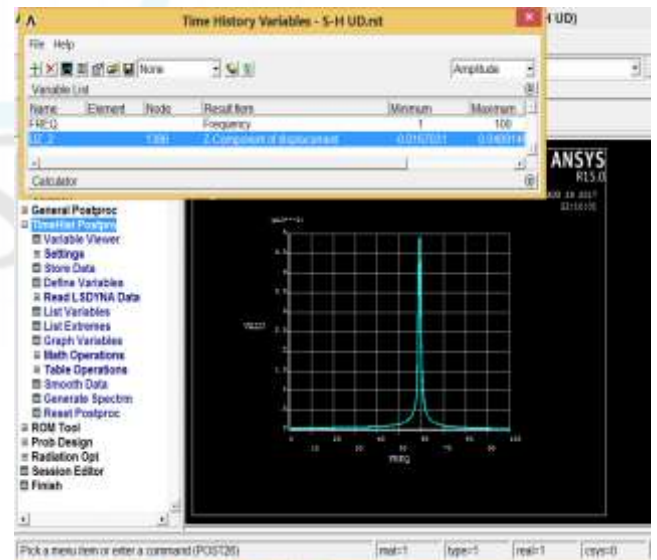 Time History Variables - S-H UD.rst
H UD)
File Help
None
Amplitude
Variable List
Name Element Node Result Item Minimum Maximum
FREQ Frequency 1 100
UZ_2 Z-Component of displacement
Calculator
ANSYS
R15.0
General Postproc
TimeHist Postpro
Variable Viewer
Settings
Store Data
Define Variables
Read LSDYNA Data
List Variables
List Extremes
Graph Variables
Math Operations
Table Operations
Smooth Data
Generate Spectrm
Reset Postproc
ROM Tool
Prob Design
Radiation Opt
Session Editor
Finish
FREQ
Pick a menu item or enter a command (POST26)
mat=1
type=1
real=1
csys=0